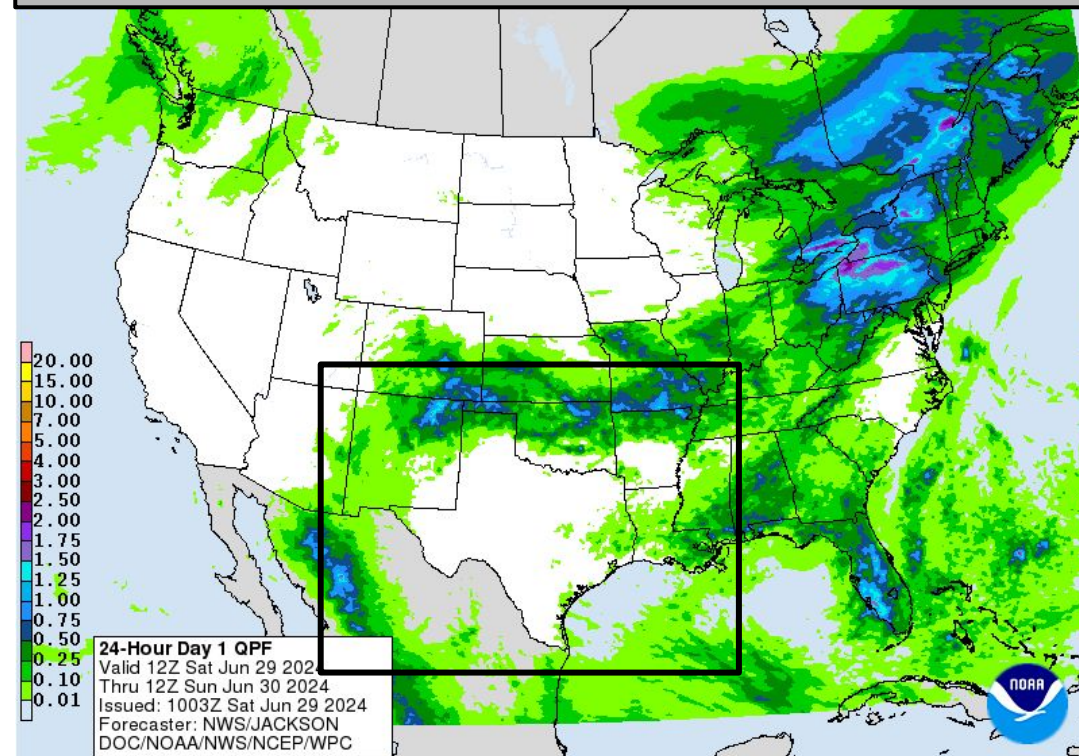 20.00
15.00
10.00
7.00
5.00
4.00
3.00
2.50
2.00
1.75
1.50
1.25
1.00
0.75
0.50
0.25
0.10
0.01
24-Hour Day 1 QPF
Valid 12Z Sat Jun 29 2024
Thru 12Z Sun Jun 30 2024
Issued: 1003Z Sat Jun 29 2024
Forecaster: NWS/JACKSON
DOC/NOAA/NWS/NCEP/WPC
NOAA